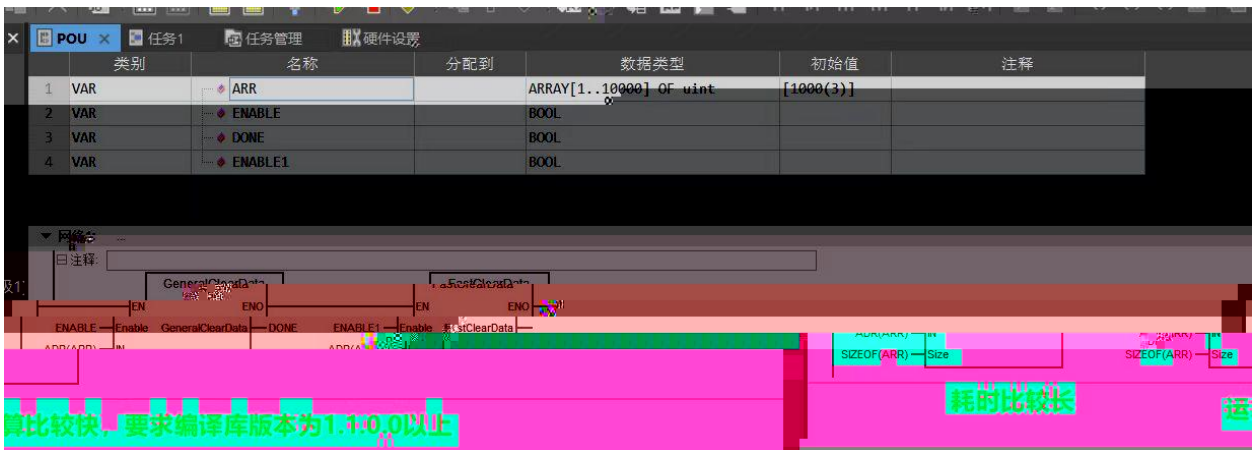 POU × 任务1 任务管理 硬件设置
类别 名称 分配到 数据类型 初始值 注释
1 VAR ARR ARRAY[1..10000] OF uint [1000(3)]
2 VAR ENABLE BOOL
3 VAR DONE BOOL
4 VAR ENABLE1 BOOL
注释:
GeneralClearData FastClearData
EN ENO EN ENO
ENABLE Enable GeneralClearData DONE ENABLE1 Enable FastClearData
ADR(ARR) IN
SIZEOF(ARR) Size SIZEOF(ARR) Size
耗时比较长 运
算比较快，要求编译库版本为1.1.0.0以上